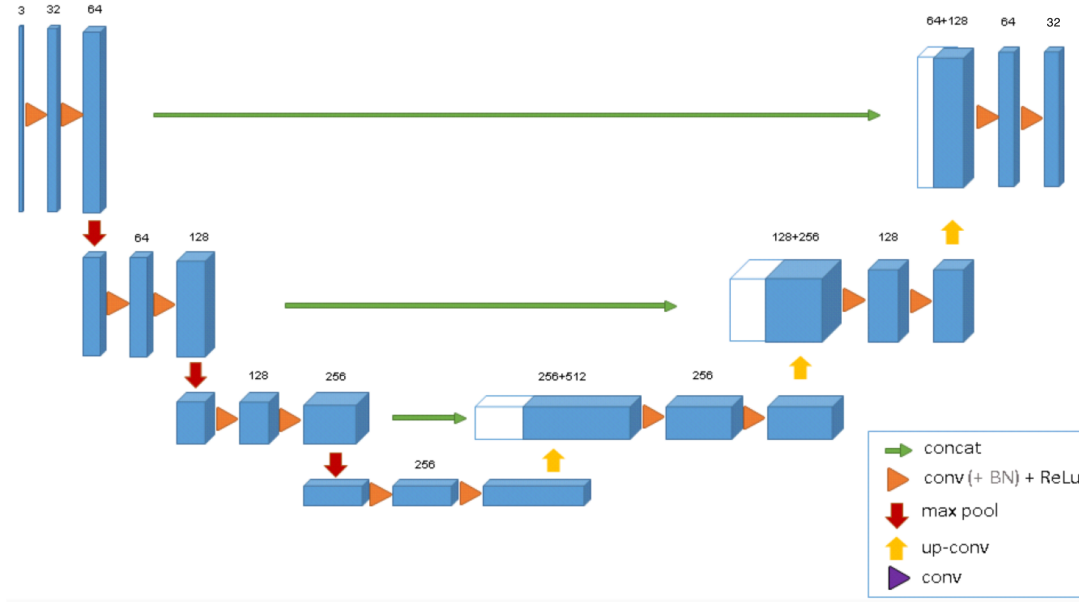 3 32 64
64+128 64 32
64 128
128+256 128
128 256
256+512 256
256
concat
conv (+ BN) + ReLu
max pool
up-conv
conv